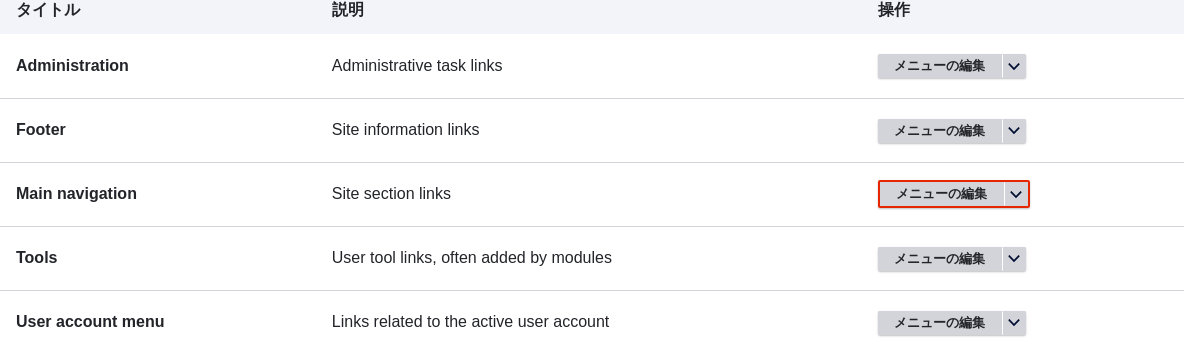 タイトル 説明 操作
Administration Administrative task links メニューの編集
Footer Site information links メニューの編集
Main navigation Site section links メニューの編集
Tools User tool links, often added by modules メニューの編集
User account menu Links related to the active user account メニューの編集